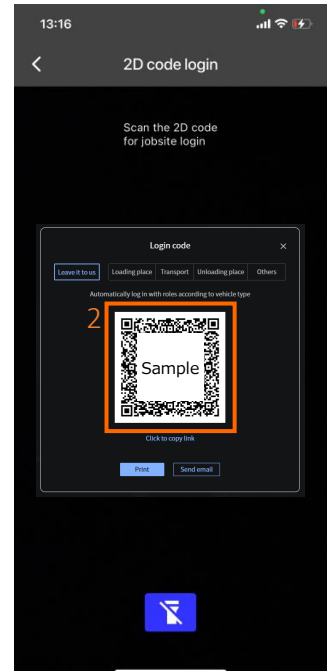 13:16
2D code login
Scan the 2D code
for jobsite login
Login code
Leave it to us Loading place Transport Unloading place Others
Automatically log in with roles according to vehicle type
2
Sample
Click to copy link
Print Send email